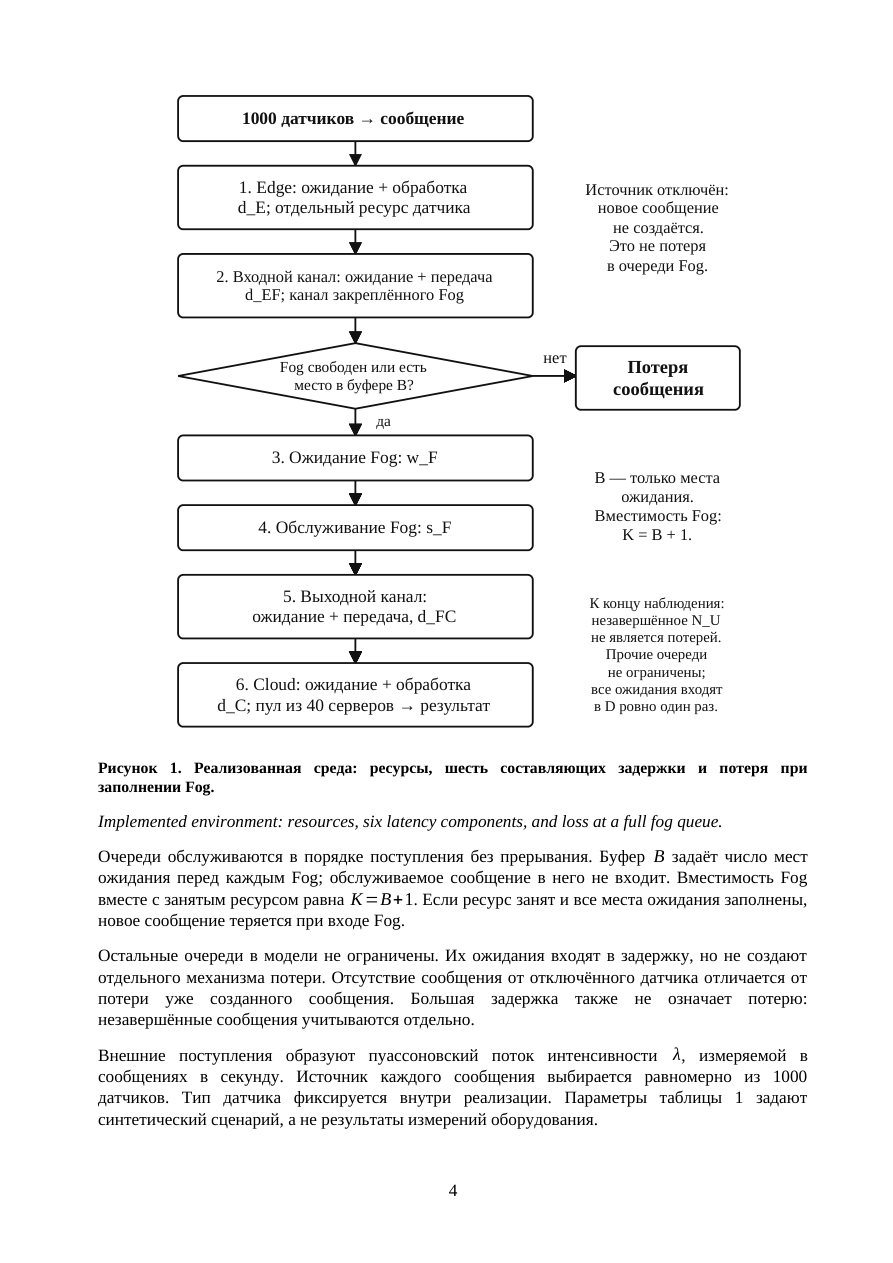 1000 датчиков → сообщение
1. Edge: ожидание + обработка
d_E; отдельный ресурс датчика
Источник отключён:
новое сообщение
не создаётся.
Это не потеря
в очереди Fog.
2. Входной канал: ожидание + передача
d_EF; канал закреплённого Fog
Fog свободен или есть
место в буфере B?
нет
Потеря
сообщения
да
3. Ожидание Fog: w_F
B — только места
ожидания.
Вместимость Fog:
K = B + 1.
4. Обслуживание Fog: s_F
5. Выходной канал:
ожидание + передача, d_FC
К концу наблюдения:
незавершённое N_U
не является потерей.
Прочие очереди
не ограничены;
все ожидания входят
в D ровно один раз.
6. Cloud: ожидание + обработка
d_C; пул из 40 серверов → результат
Рисунок 1. Реализованная среда: ресурсы, шесть составляющих задержки и потеря при
заполнении Fog.
Implemented environment: resources, six latency components, and loss at a full fog queue.
Очереди обслуживаются в порядке поступления без прерывания. Буфер B задаёт число мест
ожидания перед каждым Fog; обслуживаемое сообщение в него не входит. Вместимость Fog
вместе с занятым ресурсом равна K=B+1. Если ресурс занят и все места ожидания заполнены,
новое сообщение теряется при входе Fog.
Остальные очереди в модели не ограничены. Их ожидания входят в задержку, но не создают
отдельного механизма потери. Отсутствие сообщения от отключённого датчика отличается от
потери уже созданного сообщения. Большая задержка также не означает потерю:
незавершённые сообщения учитываются отдельно.
Внешние поступления образуют пуассоновский поток интенсивности λ, измеряемой в
сообщениях в секунду. Источник каждого сообщения выбирается равномерно из 1000
датчиков. Тип датчика фиксируется внутри реализации. Параметры таблицы 1 задают
синтетический сценарий, а не результаты измерений оборудования.
4